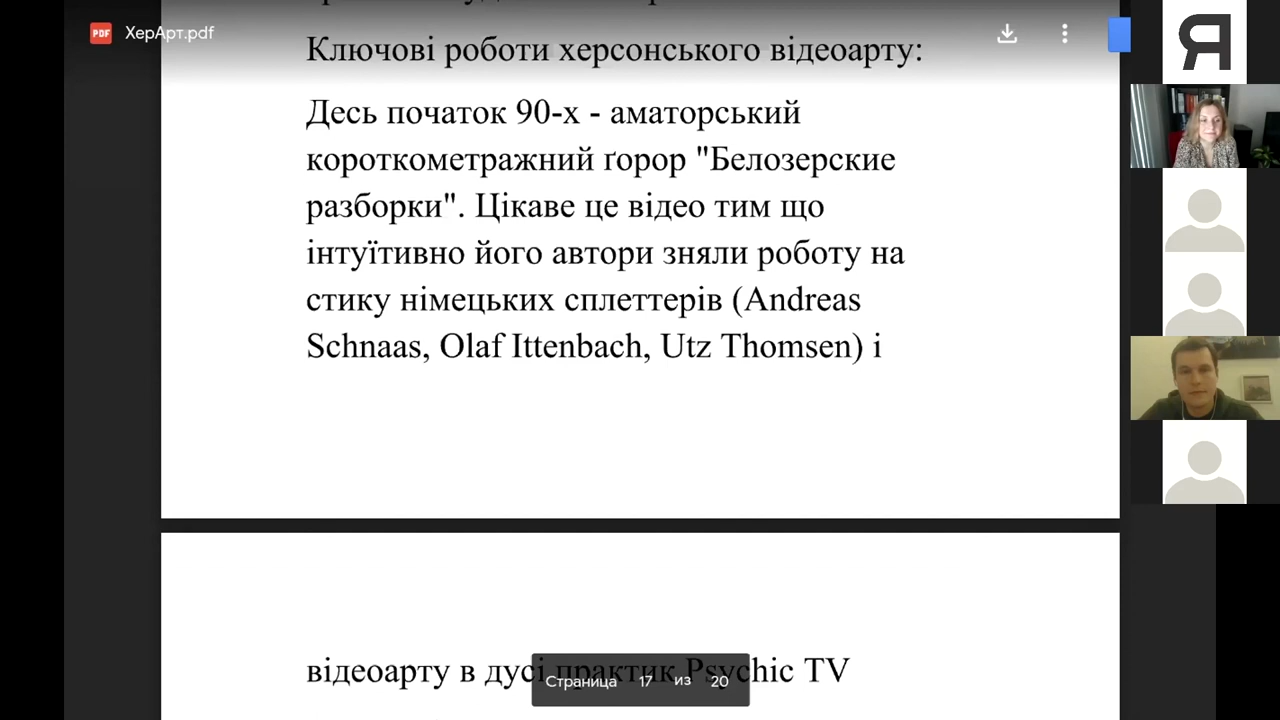 PDF ХерАрт.pdf
Ключові роботи херсонського відеоарту:
Десь початок 90-х - аматорський
короткометражний ґорор "Белозерские
разборки". Цікаве це відео тим що
інтуїтивно його автори зняли роботу на
стику німецьких сплеттерів (Andreas
Schnaas, Olaf Ittenbach, Utz Thomsen) і
відеоарту в дусі практик Psychic TV
Страница 17 из 20
Я